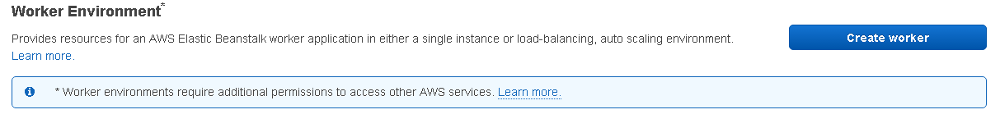 Worker Environment*
Provides resources for an AWS Elastic Beanstalk worker application in either a single instance or load-balancing, auto scaling environment.
Learn more.
Create worker
* Worker environments require additional permissions to access other AWS services. Learn more.